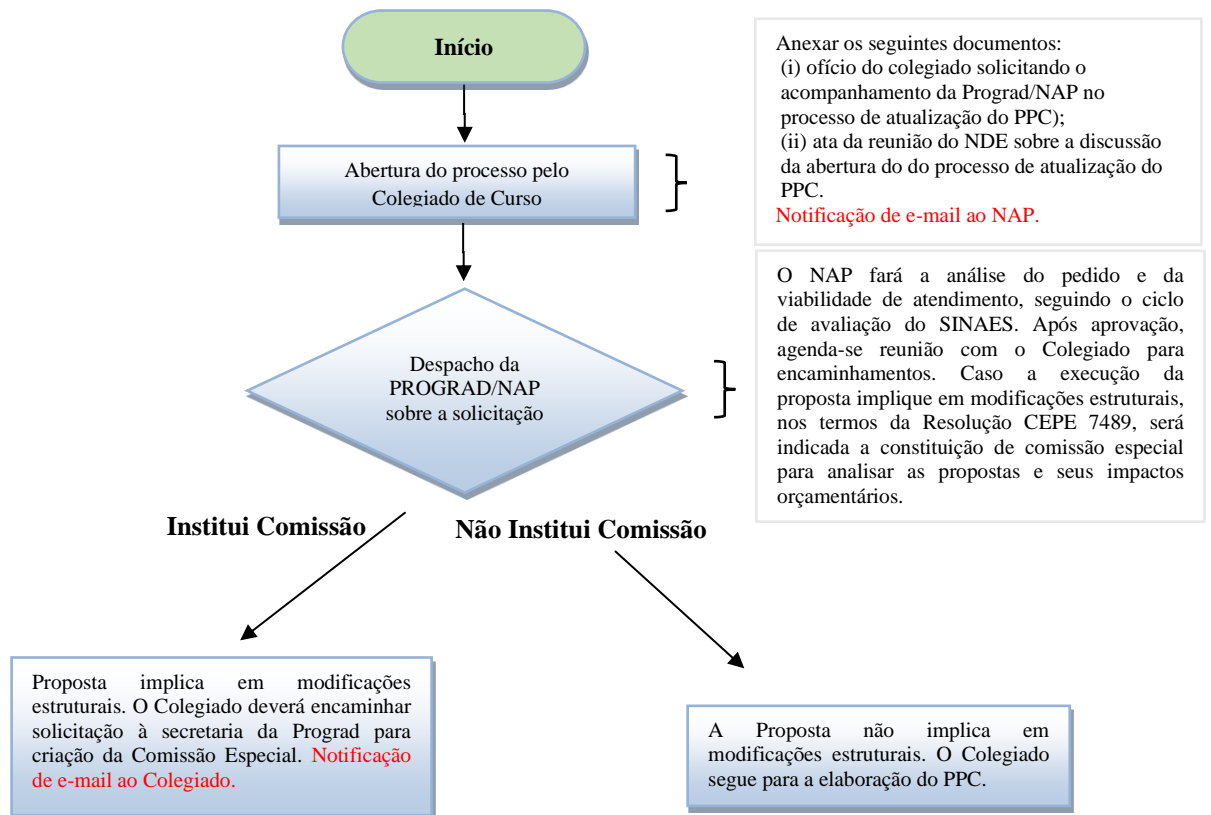 Início
Anexar os seguintes documentos:
(i) ofício do colegiado solicitando o
acompanhamento da Prograd/NAP no
processo de atualização do PPC);
(ii) ata da reunião do NDE sobre a discussão
da abertura do do processo de atualização do
PPC.
Notificação de e-mail ao NAP.
Abertura do processo pelo
Colegiado de Curso
O NAP fará a análise do pedido e da
viabilidade de atendimento, seguindo o ciclo
de avaliação do SINAES. Após aprovação,
agenda-se reunião com o Colegiado para
encaminhamentos. Caso a execução da
proposta implique em modificações estruturais,
nos termos da Resolução CEPE 7489, será
indicada a constituição de comissão especial
para analisar as propostas e seus impactos
orçamentários.
Despacho da
PROGRAD/NAP
sobre a solicitação
Institui Comissão
Não Institui Comissão
Proposta implica em modificações
estruturais. O Colegiado deverá encaminhar
solicitação à secretaria da Prograd para
criação da Comissão Especial. Notificação
de e-mail ao Colegiado.
A Proposta não implica em
modificações estruturais. O Colegiado
segue para a elaboração do PPC.